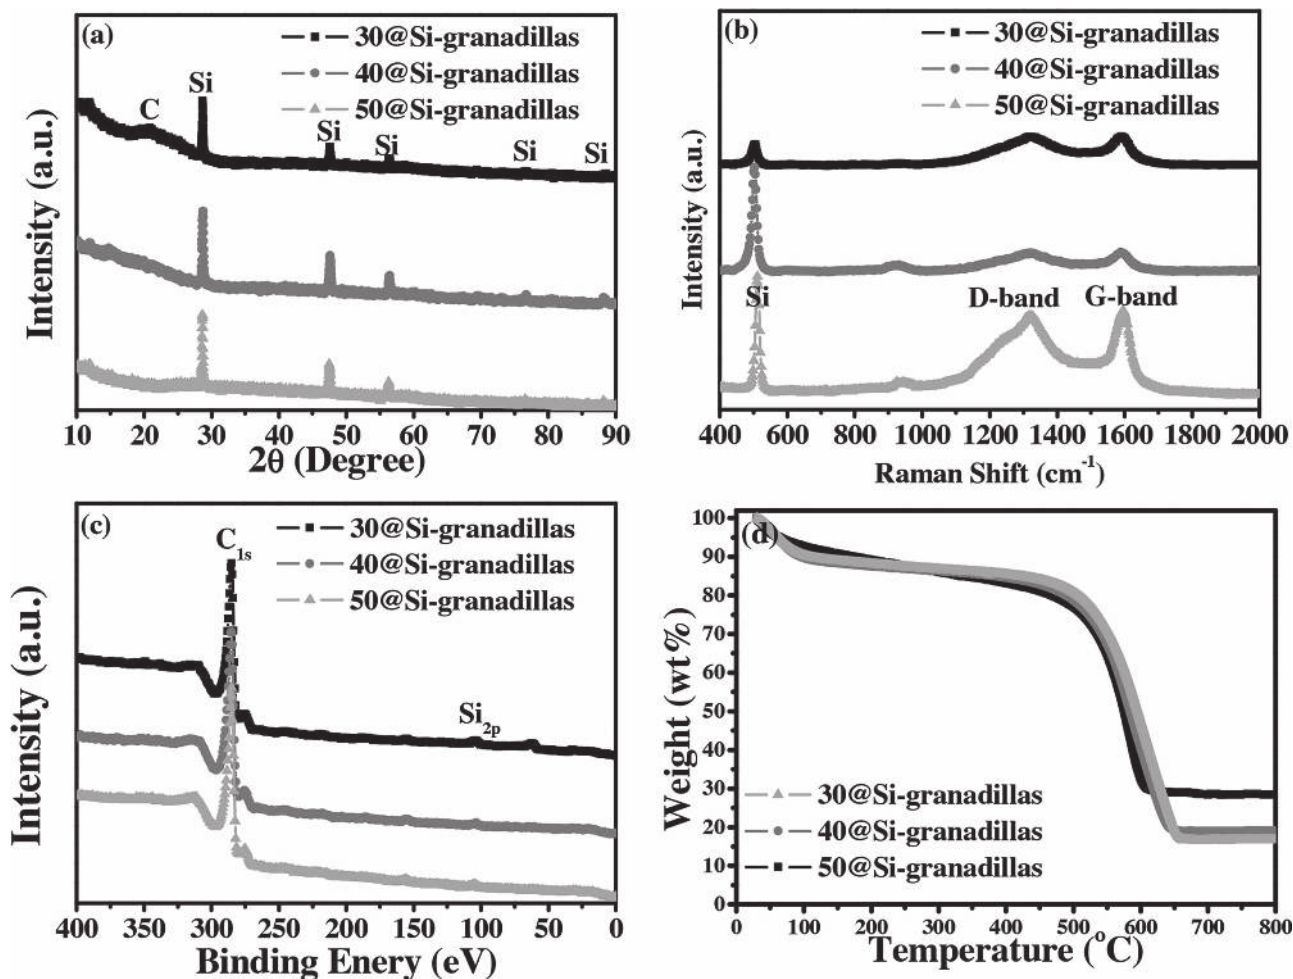 (a)
30@Si-granadillas
40@Si-granadillas
50@Si-granadillas
Si
C
Si
Si
Si
Si
Intensity (a.u.)
10 20 30 40 50 60 70 80 90
2θ (Degree)
(b)
30@Si-granadillas
40@Si-granadillas
50@Si-granadillas
Si
D-band
G-band
Intensity (a.u.)
400 600 800 1000 1200 1400 1600 1800 2000
Raman Shift (cm-1)
(c)
30@Si-granadillas
40@Si-granadillas
50@Si-granadillas
C1s
Si2p
Intensity (a.u.)
400 350 300 250 200 150 100 50 0
Binding Enery (eV)
(d)
100
90
80
70
60
50
40
30
20
10
0
Weight (wt%)
30@Si-granadillas
40@Si-granadillas
50@Si-granadillas
0 100 200 300 400 500 600 700 800
Temperature (oC)